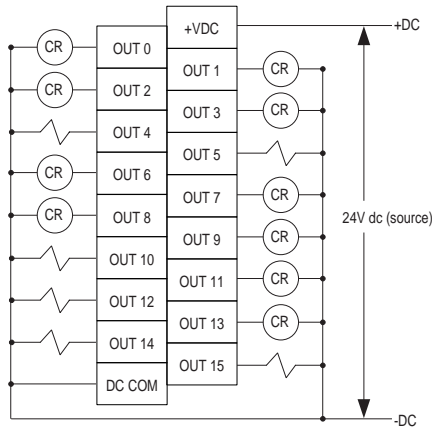 +VDC
+DC
CR
OUT 0
OUT 1
CR
CR
OUT 2
OUT 3
CR
OUT 4
OUT 5
CR
OUT 6
OUT 7
CR
24V dc (source)
CR
OUT 8
OUT 9
CR
OUT 10
OUT 11
CR
OUT 12
OUT 13
CR
OUT 14
OUT 15
DC COM
-DC